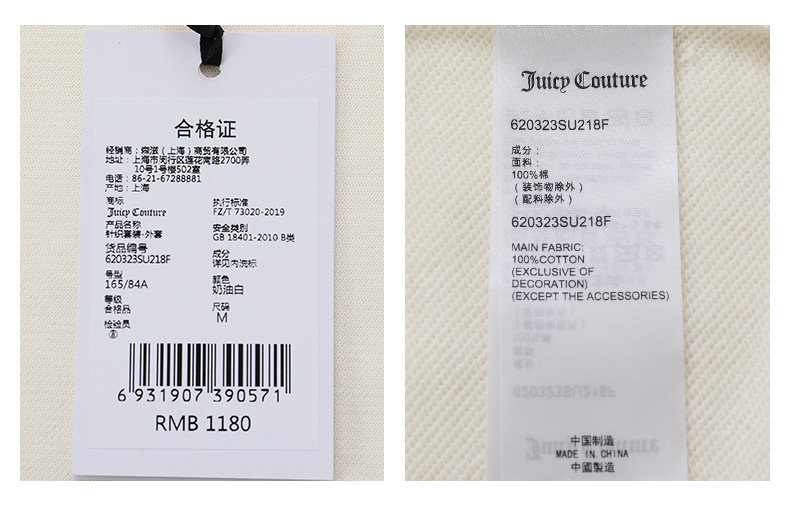 合格证
经销商：森滋（上海）商贸有限公司
地址：上海市闵行区莲花南路2700弄
10号1号楼502室
电话：86-21-67288881
产地：上海
商标
Juicy Couture
产品名称
针织套装-外套
货品编号
620323SU218F
号型
165/84A
等级
合格品
检验员
执行标准
FZ/T 73020-2019
安全类别
GB 18401-2010 B类
成分
详见内洗标
颜色
奶油白
尺码
M
6 931907 390571
RMB 1180
Juicy Couture
620323SU218F
成分：
面料：
100%棉
（装饰物除外）
（配料除外）
620323SU218F
MAIN FABRIC:
100%COTTON
(EXCLUSIVE OF
DECORATION)
(EXCEPT THE ACCESSORIES)
中国制造
MADE IN CHINA
中國製造